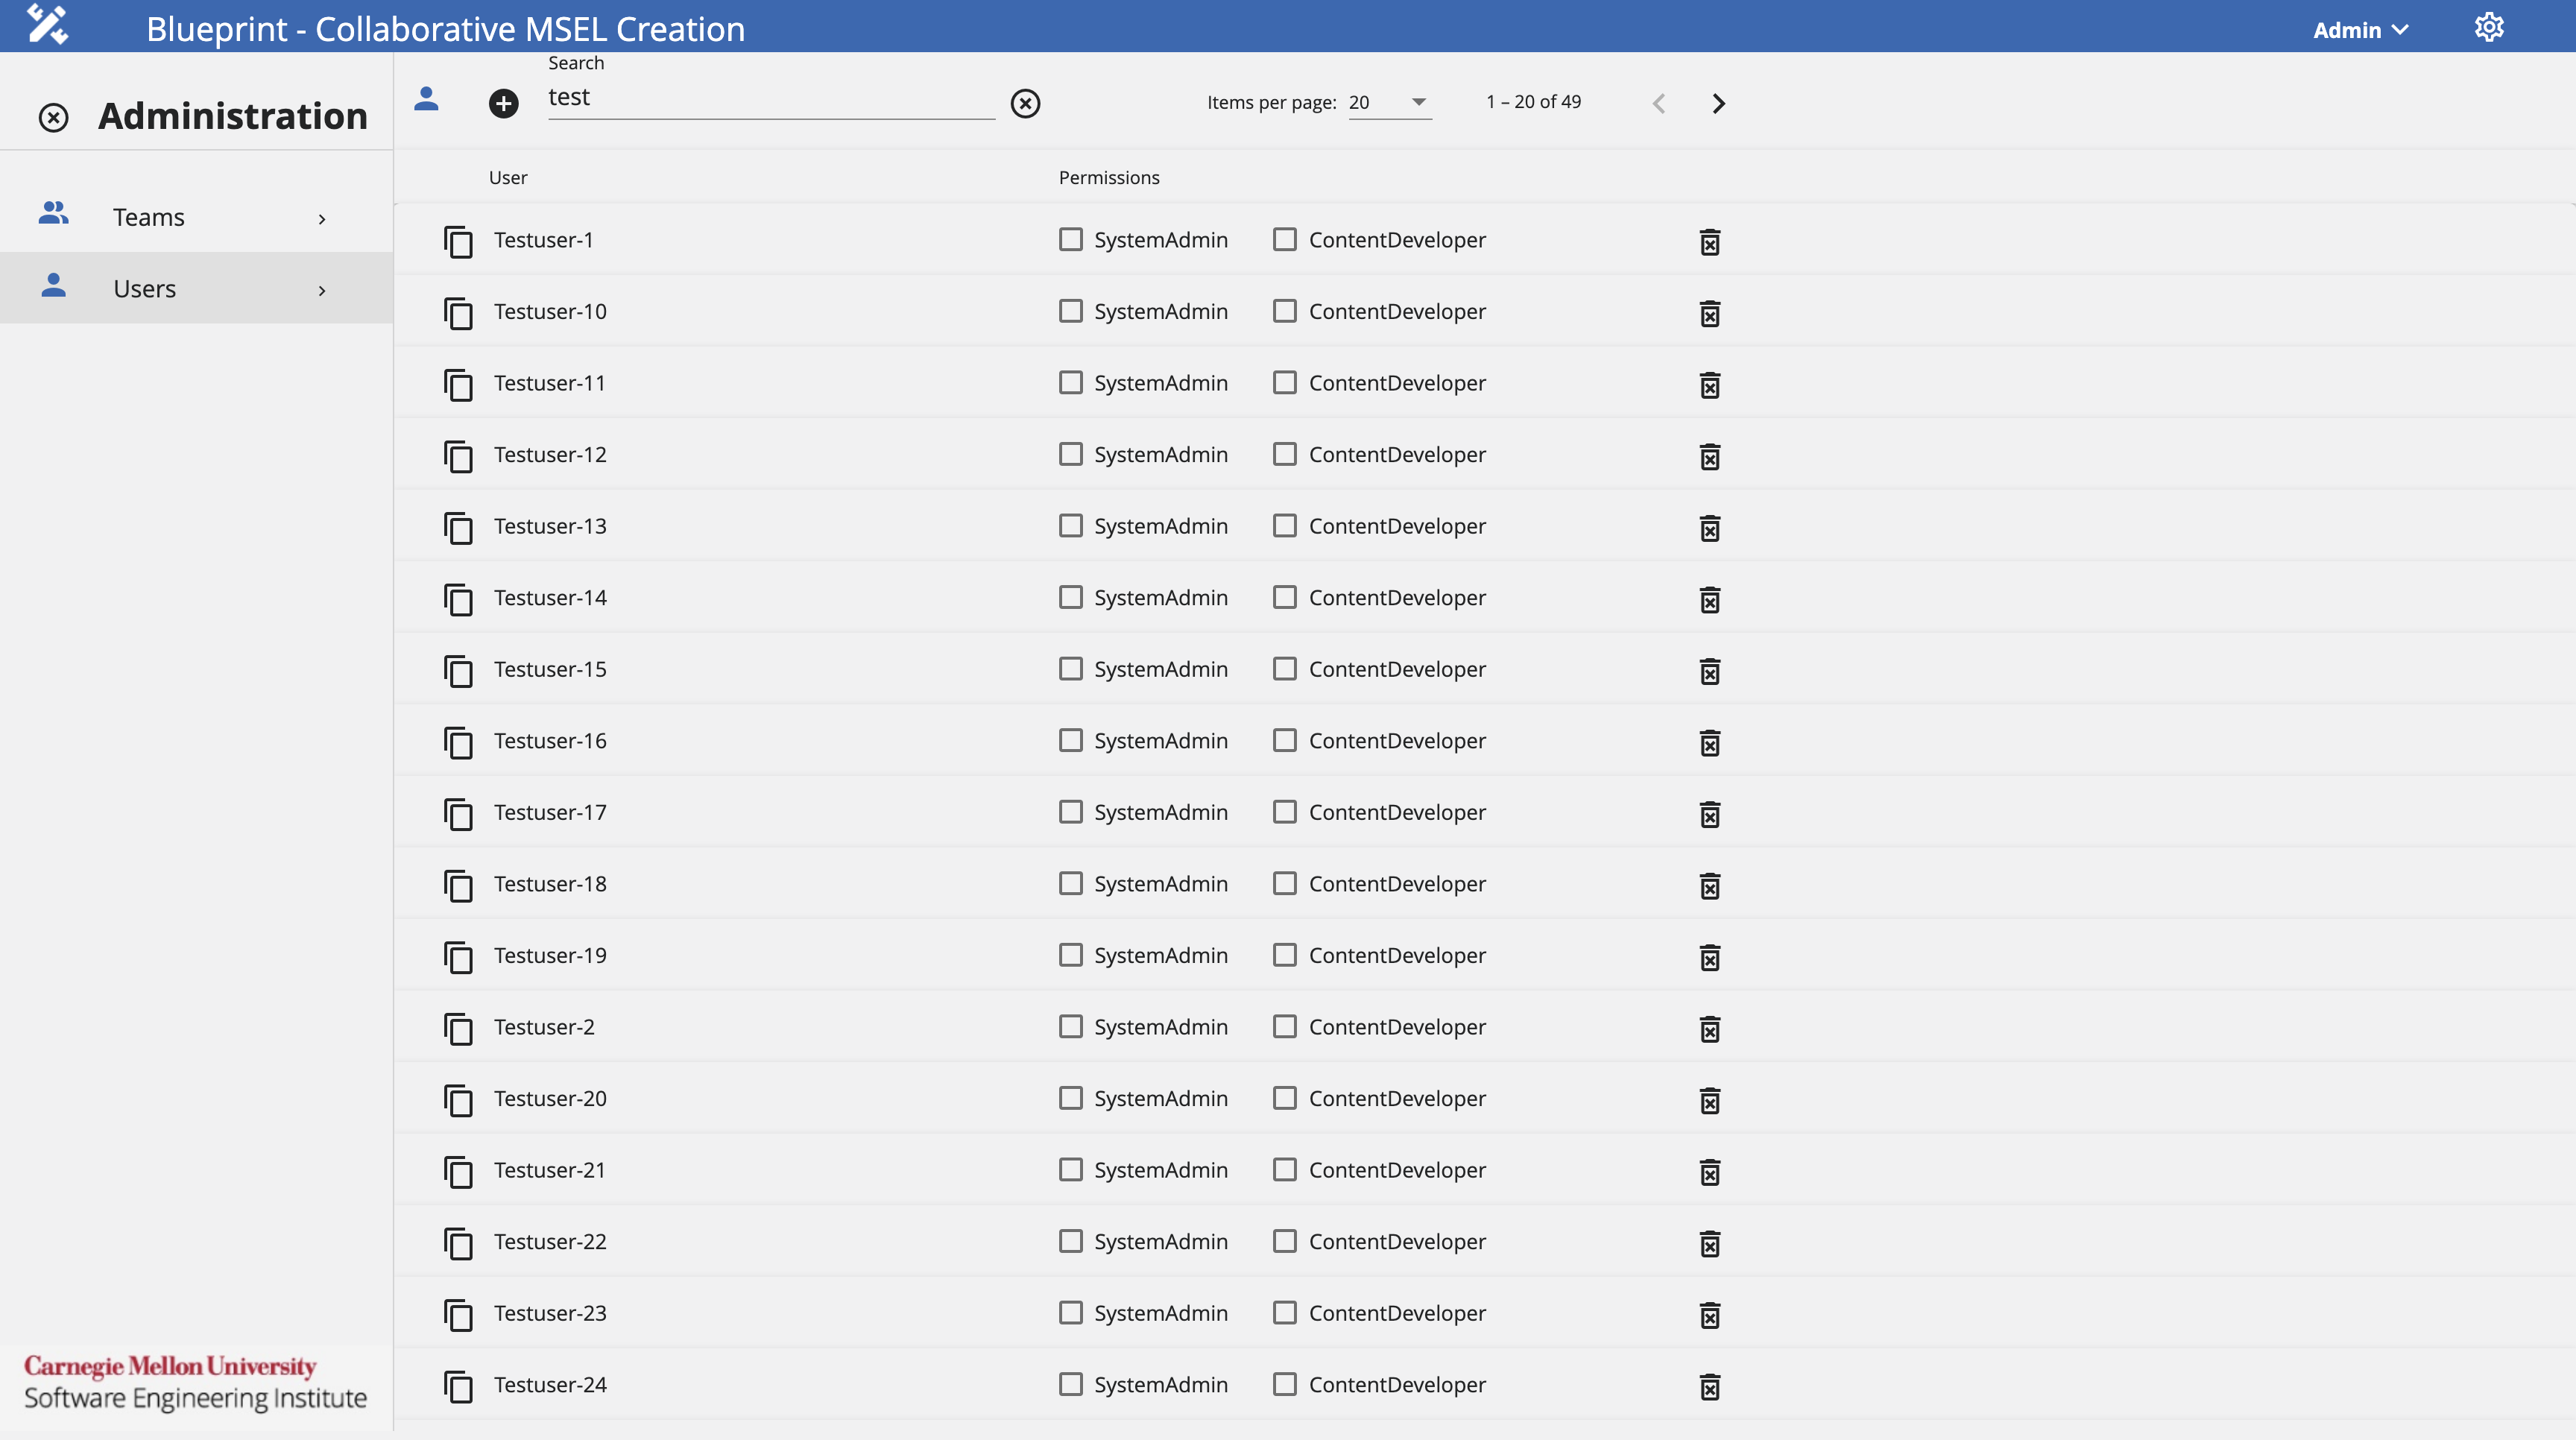 Blueprint - Collaborative MSEL Creation
Admin
Administration
Teams
Users
Search
test
Items per page: 20
1 – 20 of 49
User Permissions
Testuser-1 SystemAdmin ContentDeveloper
Testuser-10 SystemAdmin ContentDeveloper
Testuser-11 SystemAdmin ContentDeveloper
Testuser-12 SystemAdmin ContentDeveloper
Testuser-13 SystemAdmin ContentDeveloper
Testuser-14 SystemAdmin ContentDeveloper
Testuser-15 SystemAdmin ContentDeveloper
Testuser-16 SystemAdmin ContentDeveloper
Testuser-17 SystemAdmin ContentDeveloper
Testuser-18 SystemAdmin ContentDeveloper
Testuser-19 SystemAdmin ContentDeveloper
Testuser-2 SystemAdmin ContentDeveloper
Testuser-20 SystemAdmin ContentDeveloper
Testuser-21 SystemAdmin ContentDeveloper
Testuser-22 SystemAdmin ContentDeveloper
Testuser-23 SystemAdmin ContentDeveloper
Testuser-24 SystemAdmin ContentDeveloper
Carnegie Mellon University
Software Engineering Institute